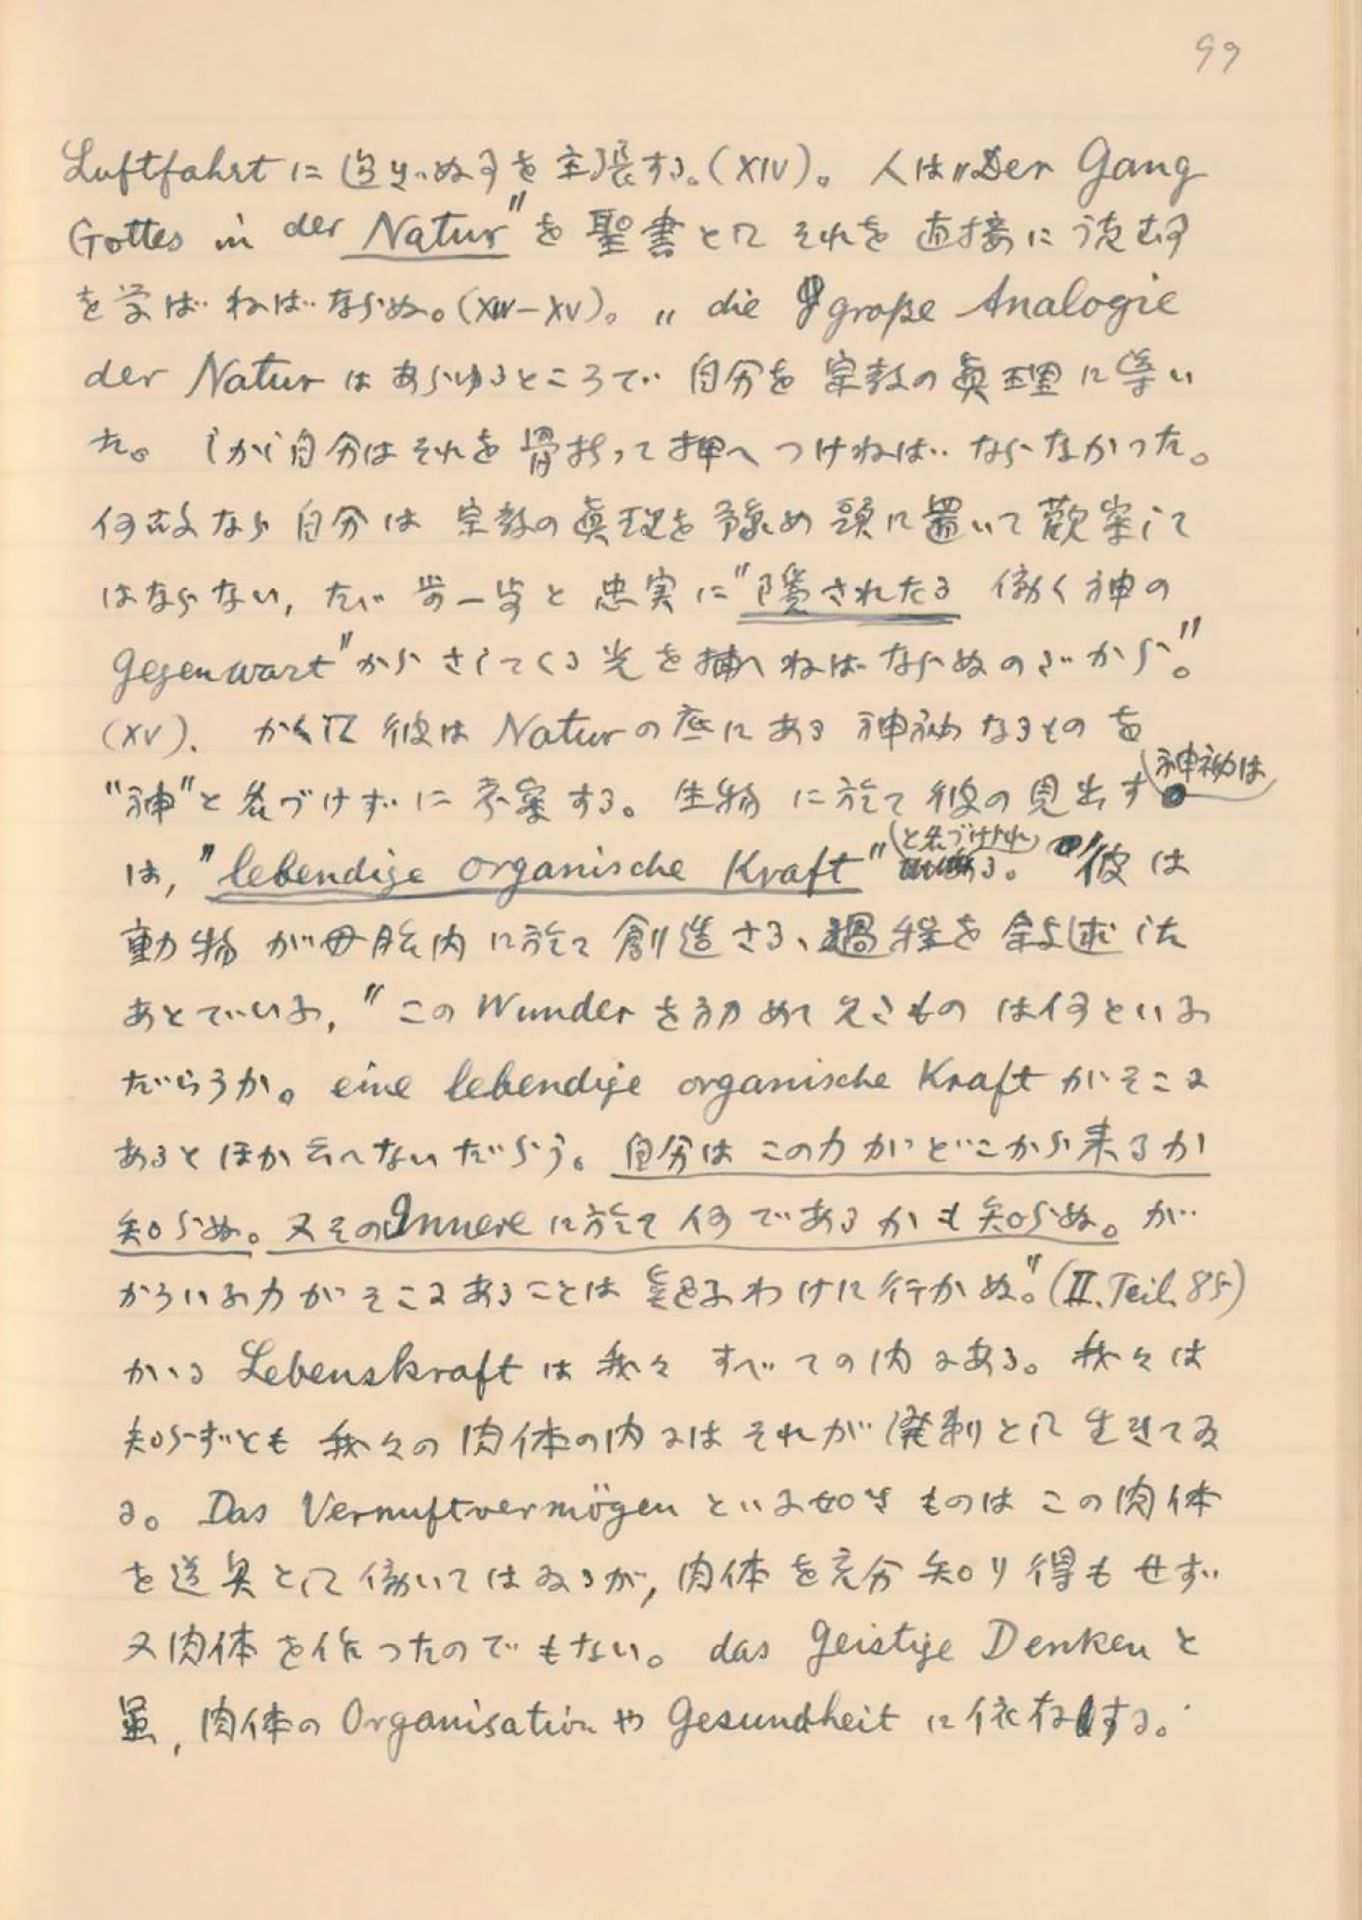 99
Luftfahrt に過ぎぬ事を主張する。(XIV)。 人は "Der Gang
Gottes in der Natur" を聖書として それを 直接に 読む事
を学ばねばならぬ。(XIV-XV)。 " die große Analogie
der Natur はあらゆるところで 自分を 宗教の眞理に導い
た。 しかし自分はそれを骨折って押へつけねばならなかった。
何故なら自分は 宗教の眞理を予め頭に置いて観察して
はならない, たゞ歩一歩と忠実に "隠されたる 働く神の
Gegenwart" からさしてくる光を捕へねばならぬのだから。"
(XV)、 かくして彼は Natur の底にある 神秘なるものを
"神" と名づけずに考察する。 生物に於て彼の見出す 神秘は
は, "lebendige organische Kraft" と名づけられ る。 彼は
動物が母胎内に於て創造さるゝ過程を叙述した
あとでいふ, " この Wunder を初めて見たものは何といふ
だらうか。 eine lebendige organische Kraft がそこに
あるとほか云へないだらう。 自分はこの力がどこから来るか
知らぬ。 又その Innere に於て何であるかも知らぬ。 が
かういふ力がそこにあることは わけに行かぬ。" (II. Teil. 85)
かゝる Lebenskraft は我々すべての内にある。 我々は
知らずとも我々の肉体の内にはそれが溌剌として生きてゐ
る。 Das Vernuftvermögen といふ如きものはこの肉体
を道具として働いてはゐるが, 肉体を充分知り得もせず
又肉体を作ったのでもない。 das geistige Denken と
虽, 肉体の Organisation や Gesundheit に依存する。